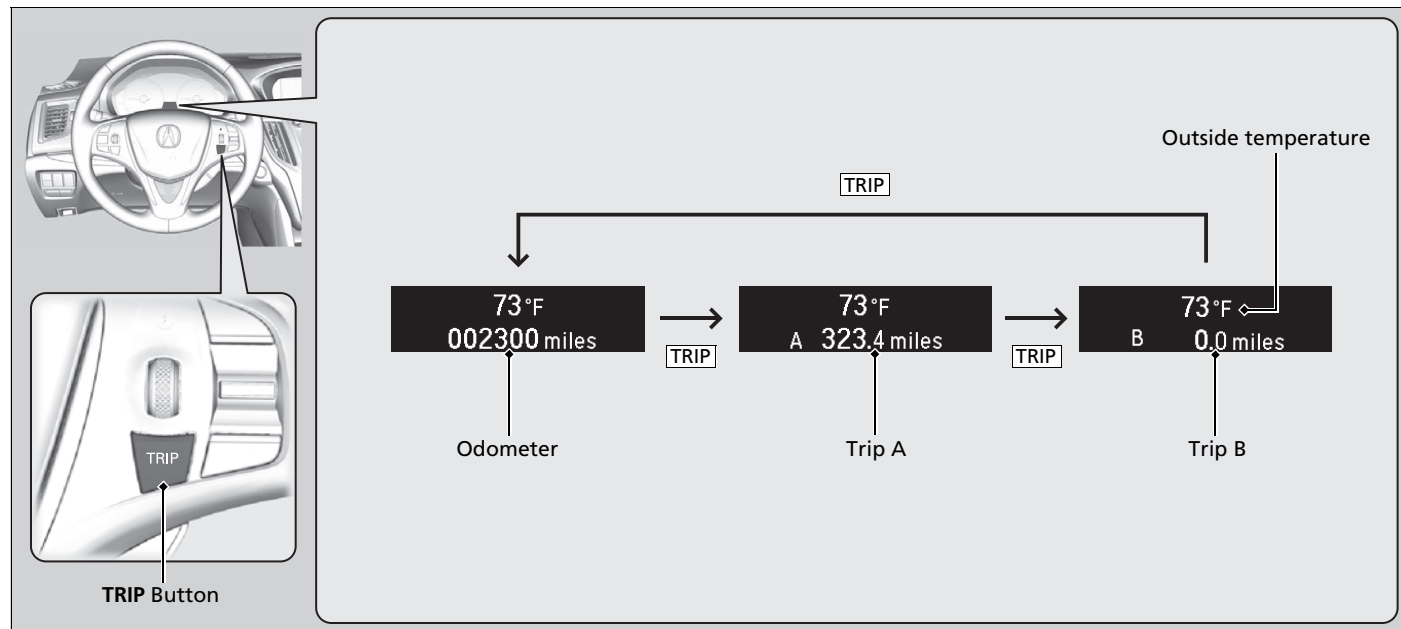 Outside temperature
TRIP
73°F
002300 miles
TRIP
73°F
A 323.4 miles
TRIP
73°F
B 0.0 miles
Odometer
Trip A
Trip B
TRIP
TRIP Button